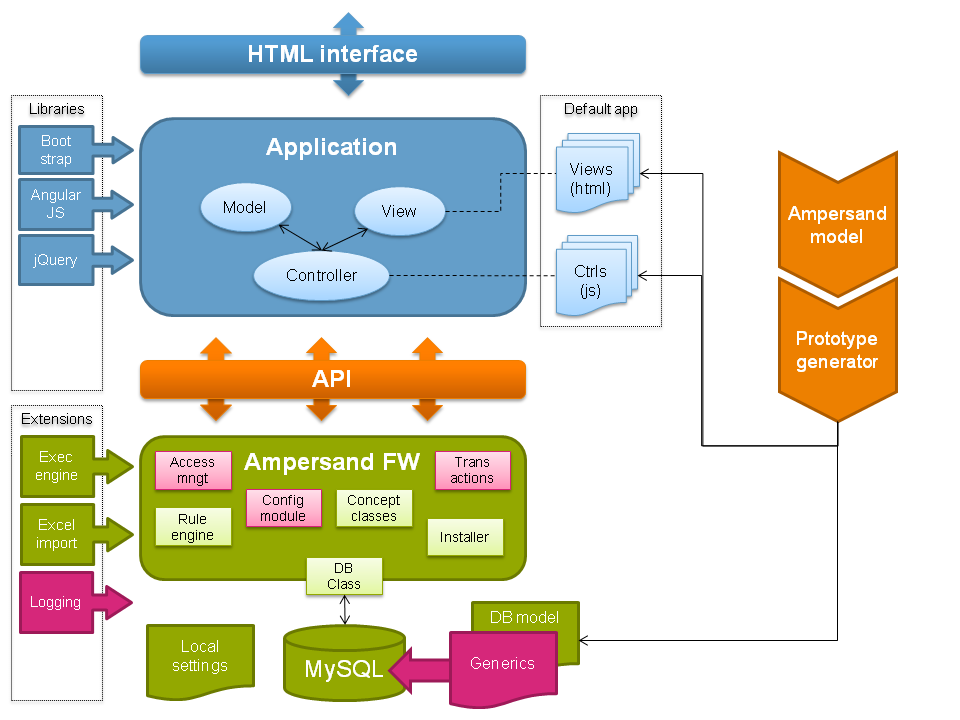 HTML interface
Libraries
Boot
strap
Angular
JS
jQuery
Application
Model
View
Controller
Default app
Views
(html)
Ctrls
(js)
Ampersand
model
Prototype
generator
API
Extensions
Exec
engine
Excel
import
Logging
Ampersand FW
Access
mngt
Trans
actions
Config
module
Concept
classes
Rule
engine
Installer
DB
Class
Local
settings
MySQL
DB model
Generics